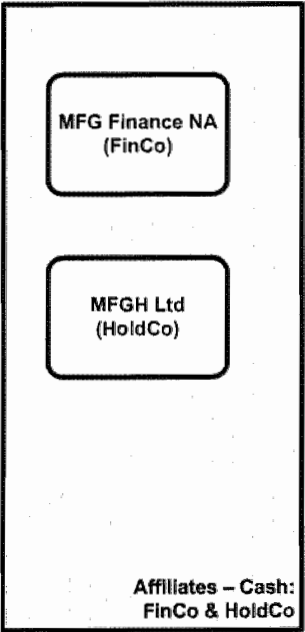 MFG Finance NA
(FinCo)
MFGH Ltd
(HoldCo)
Affiliates – Cash:
FinCo & HoldCo